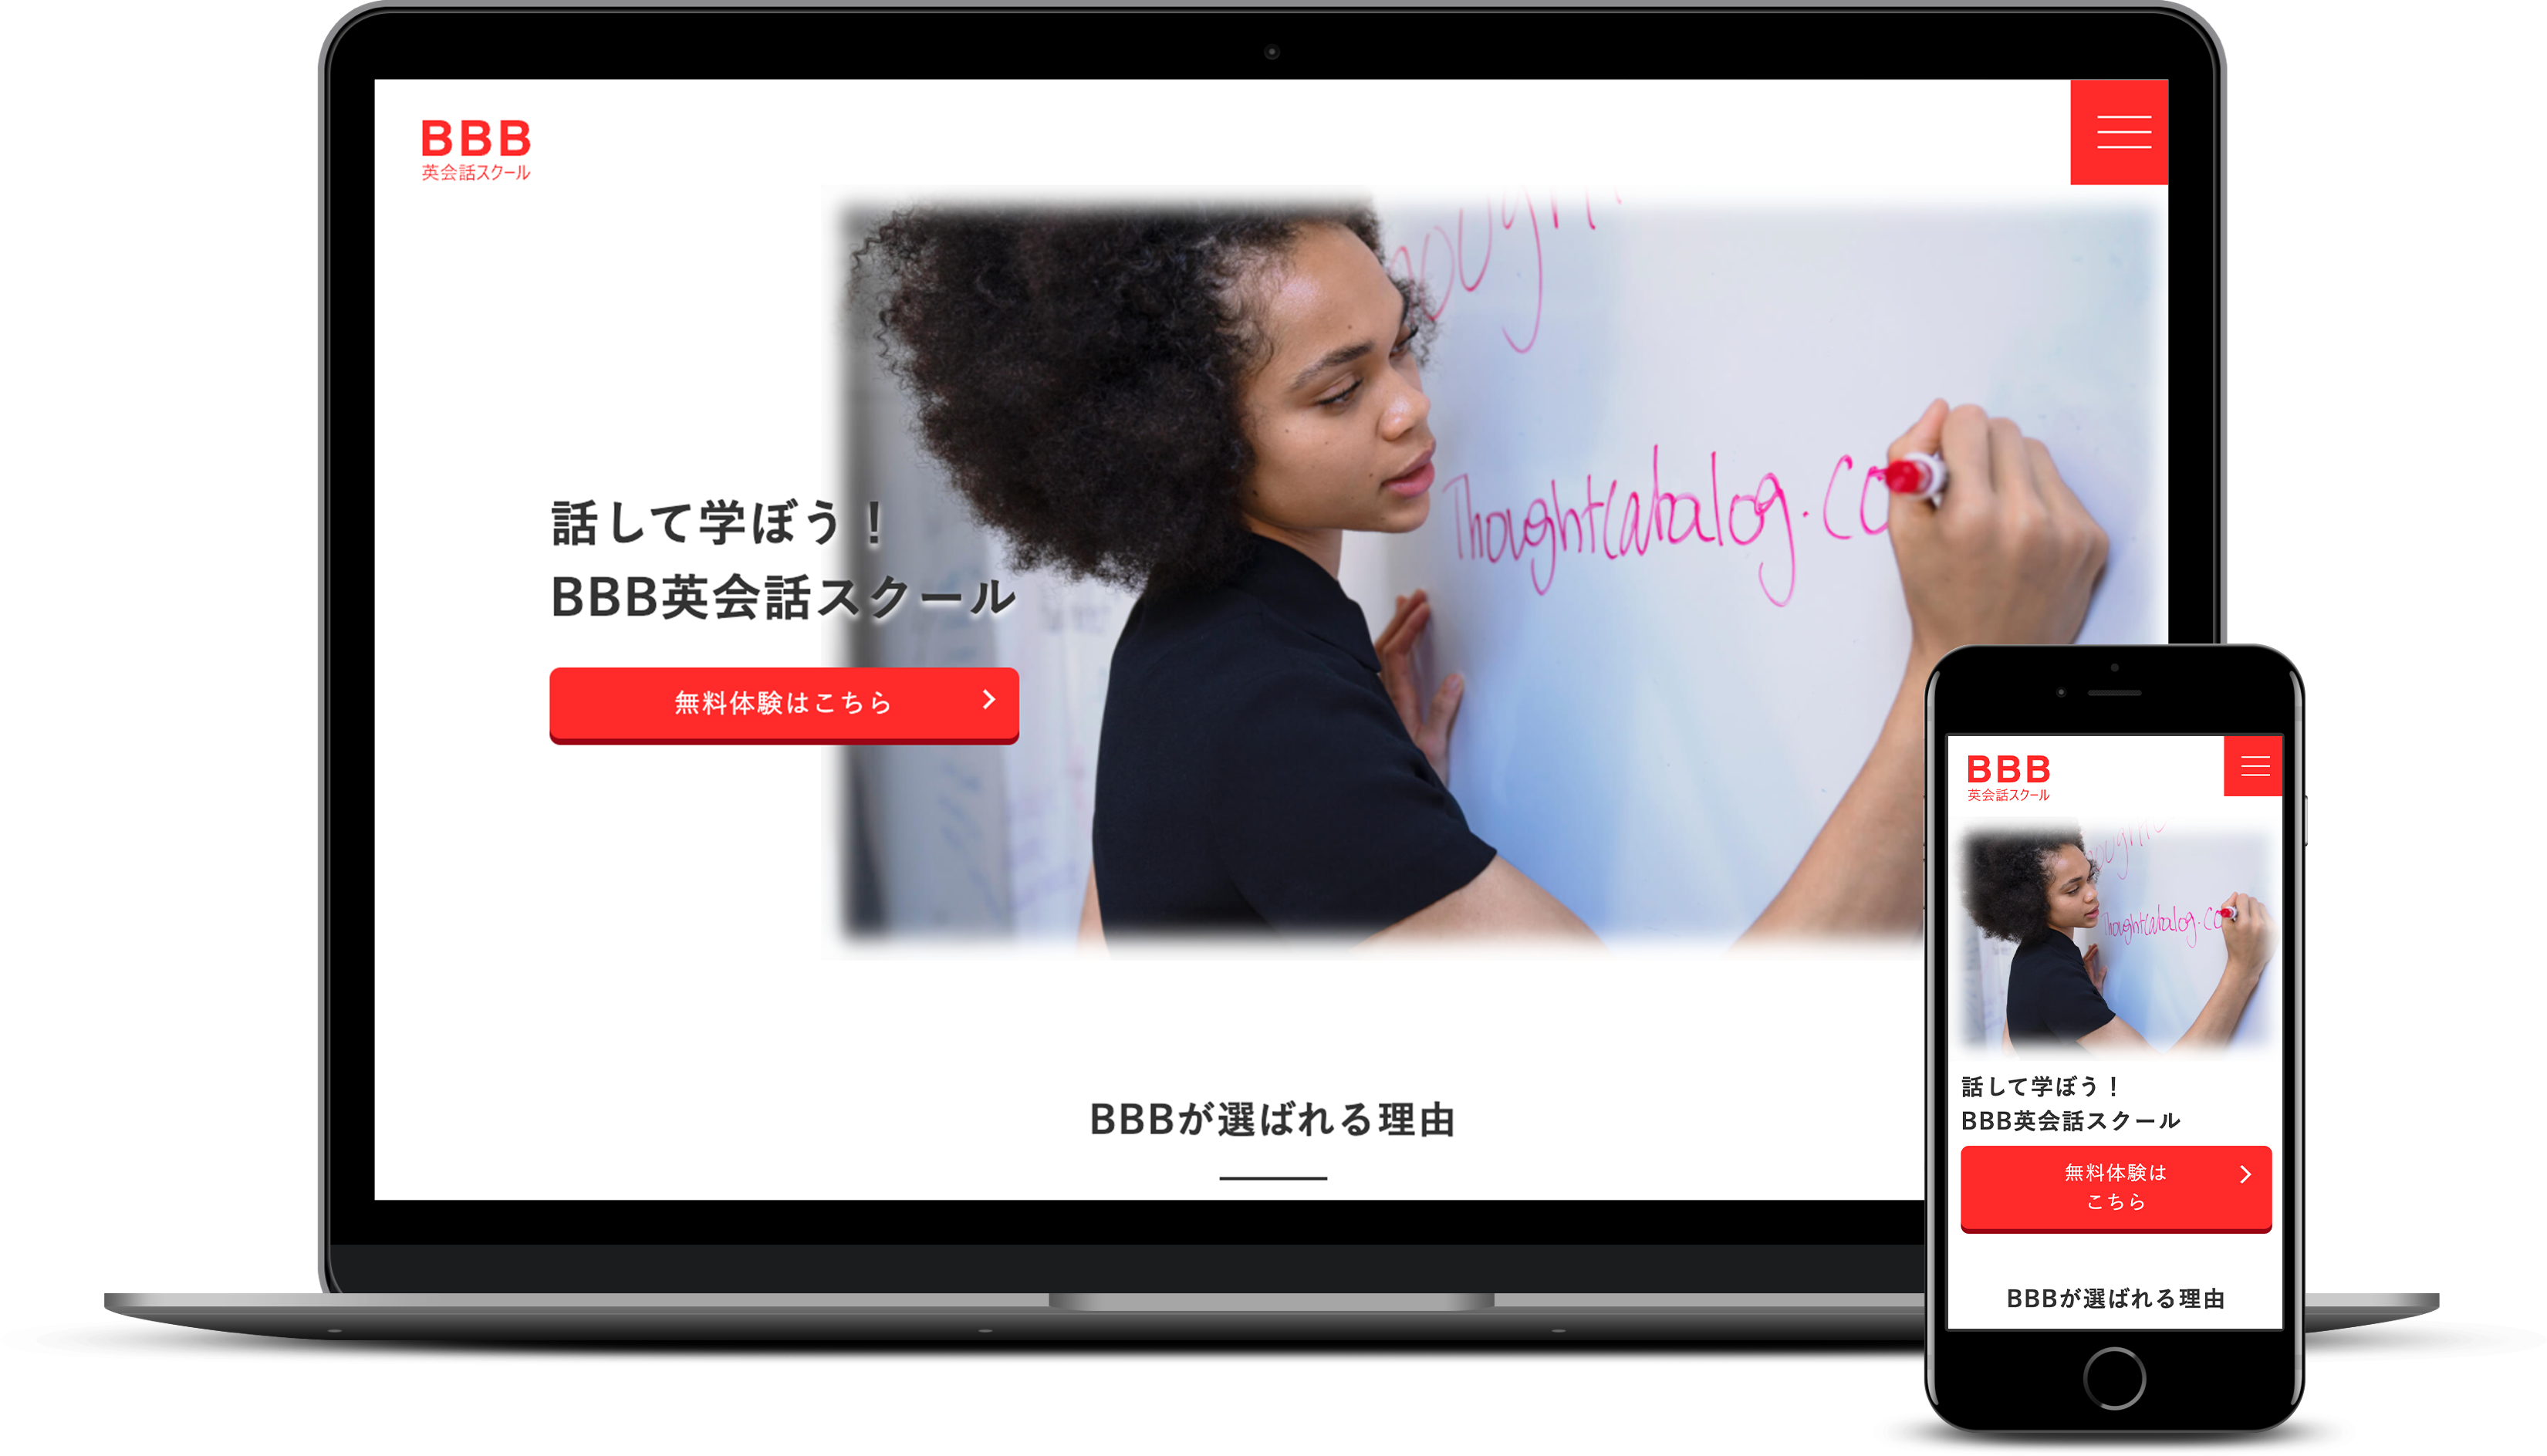 BBB
英会話スクール
話して学ぼう！
BBB英会話スクール
無料体験はこちら
Thoughtcatalog.co
BBBが選ばれる理由
BBB
英会話スクール
Thoughtcatalog.co
話して学ぼう！
BBB英会話スクール
無料体験は
こちら
BBBが選ばれる理由